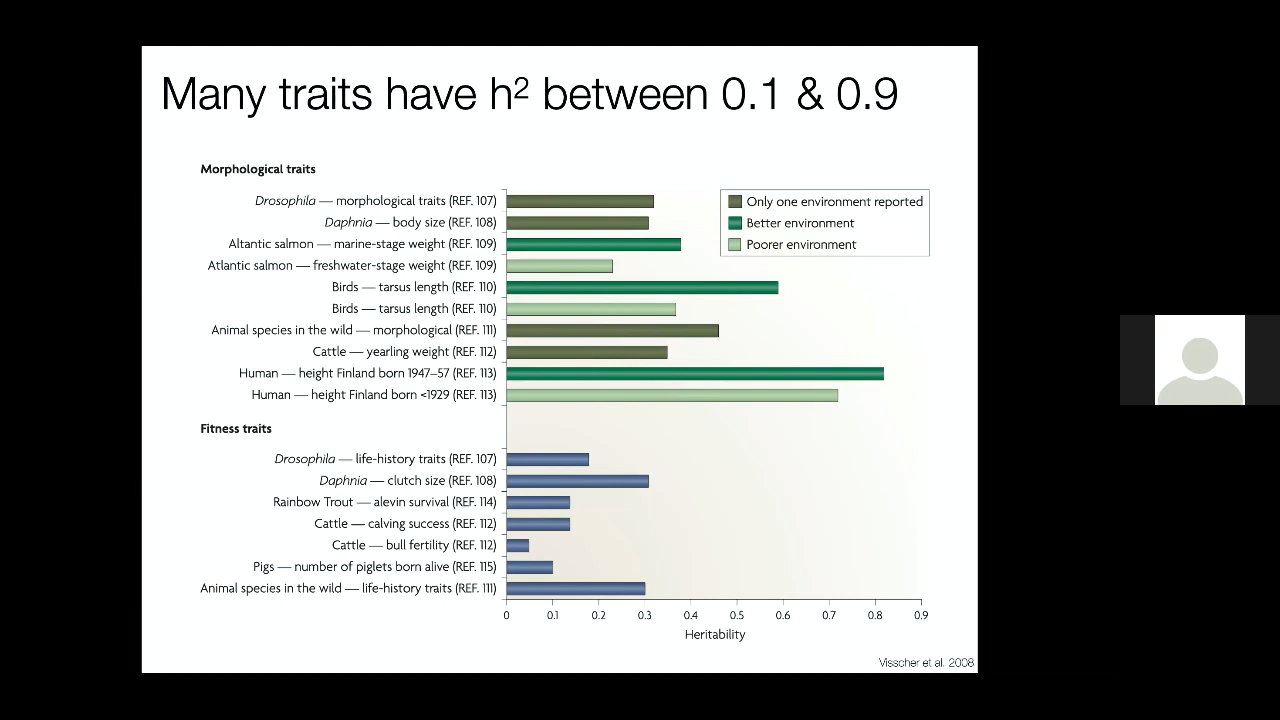 Many traits have h² between 0.1 & 0.9
Morphological traits
Drosophila — morphological traits (REF. 107)
Daphnia — body size (REF. 108)
Altantic salmon — marine-stage weight (REF. 109)
Atlantic salmon — freshwater-stage weight (REF. 109)
Birds — tarsus length (REF. 110)
Birds — tarsus length (REF. 110)
Animal species in the wild — morphological (REF. 111)
Cattle — yearling weight (REF. 112)
Human — height Finland born 1947–57 (REF. 113)
Human — height Finland born <1929 (REF. 113)
Only one environment reported
Better environment
Poorer environment
Fitness traits
Drosophila — life-history traits (REF. 107)
Daphnia — clutch size (REF. 108)
Rainbow Trout — alevin survival (REF. 114)
Cattle — calving success (REF. 112)
Cattle — bull fertility (REF. 112)
Pigs — number of piglets born alive (REF. 115)
Animal species in the wild — life-history traits (REF. 111)
0 0.1 0.2 0.3 0.4 0.5 0.6 0.7 0.8 0.9
Heritability
Visscher et al. 2008